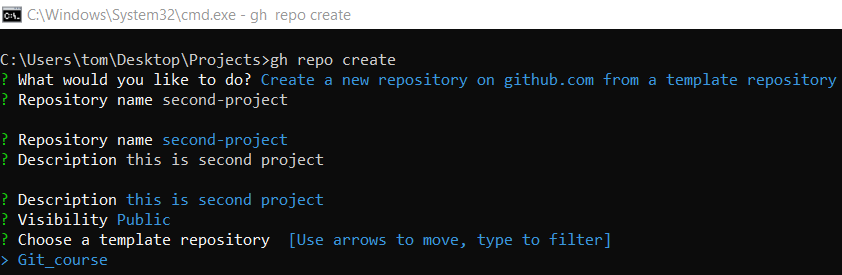 C:\Windows\System32\cmd.exe - gh  repo create
C:\Users\tom\Desktop\Projects>gh repo create
? What would you like to do? Create a new repository on github.com from a template repository
? Repository name second-project
? Repository name second-project
? Description this is second project
? Description this is second project
? Visibility Public
? Choose a template repository  [Use arrows to move, type to filter]
> Git_course